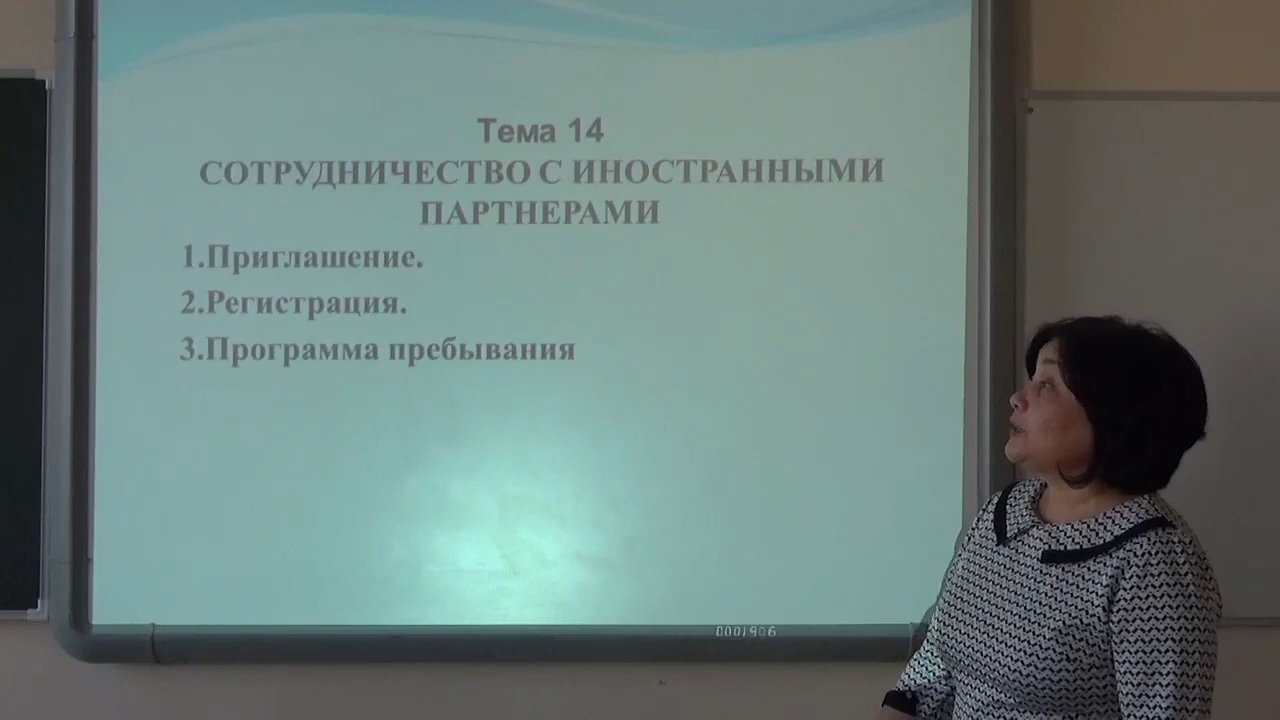 Тема 14
СОТРУДНИЧЕСТВО С ИНОСТРАННЫМИ
ПАРТНЕРАМИ
1.Приглашение.
2.Регистрация.
3.Программа пребывания
0001906